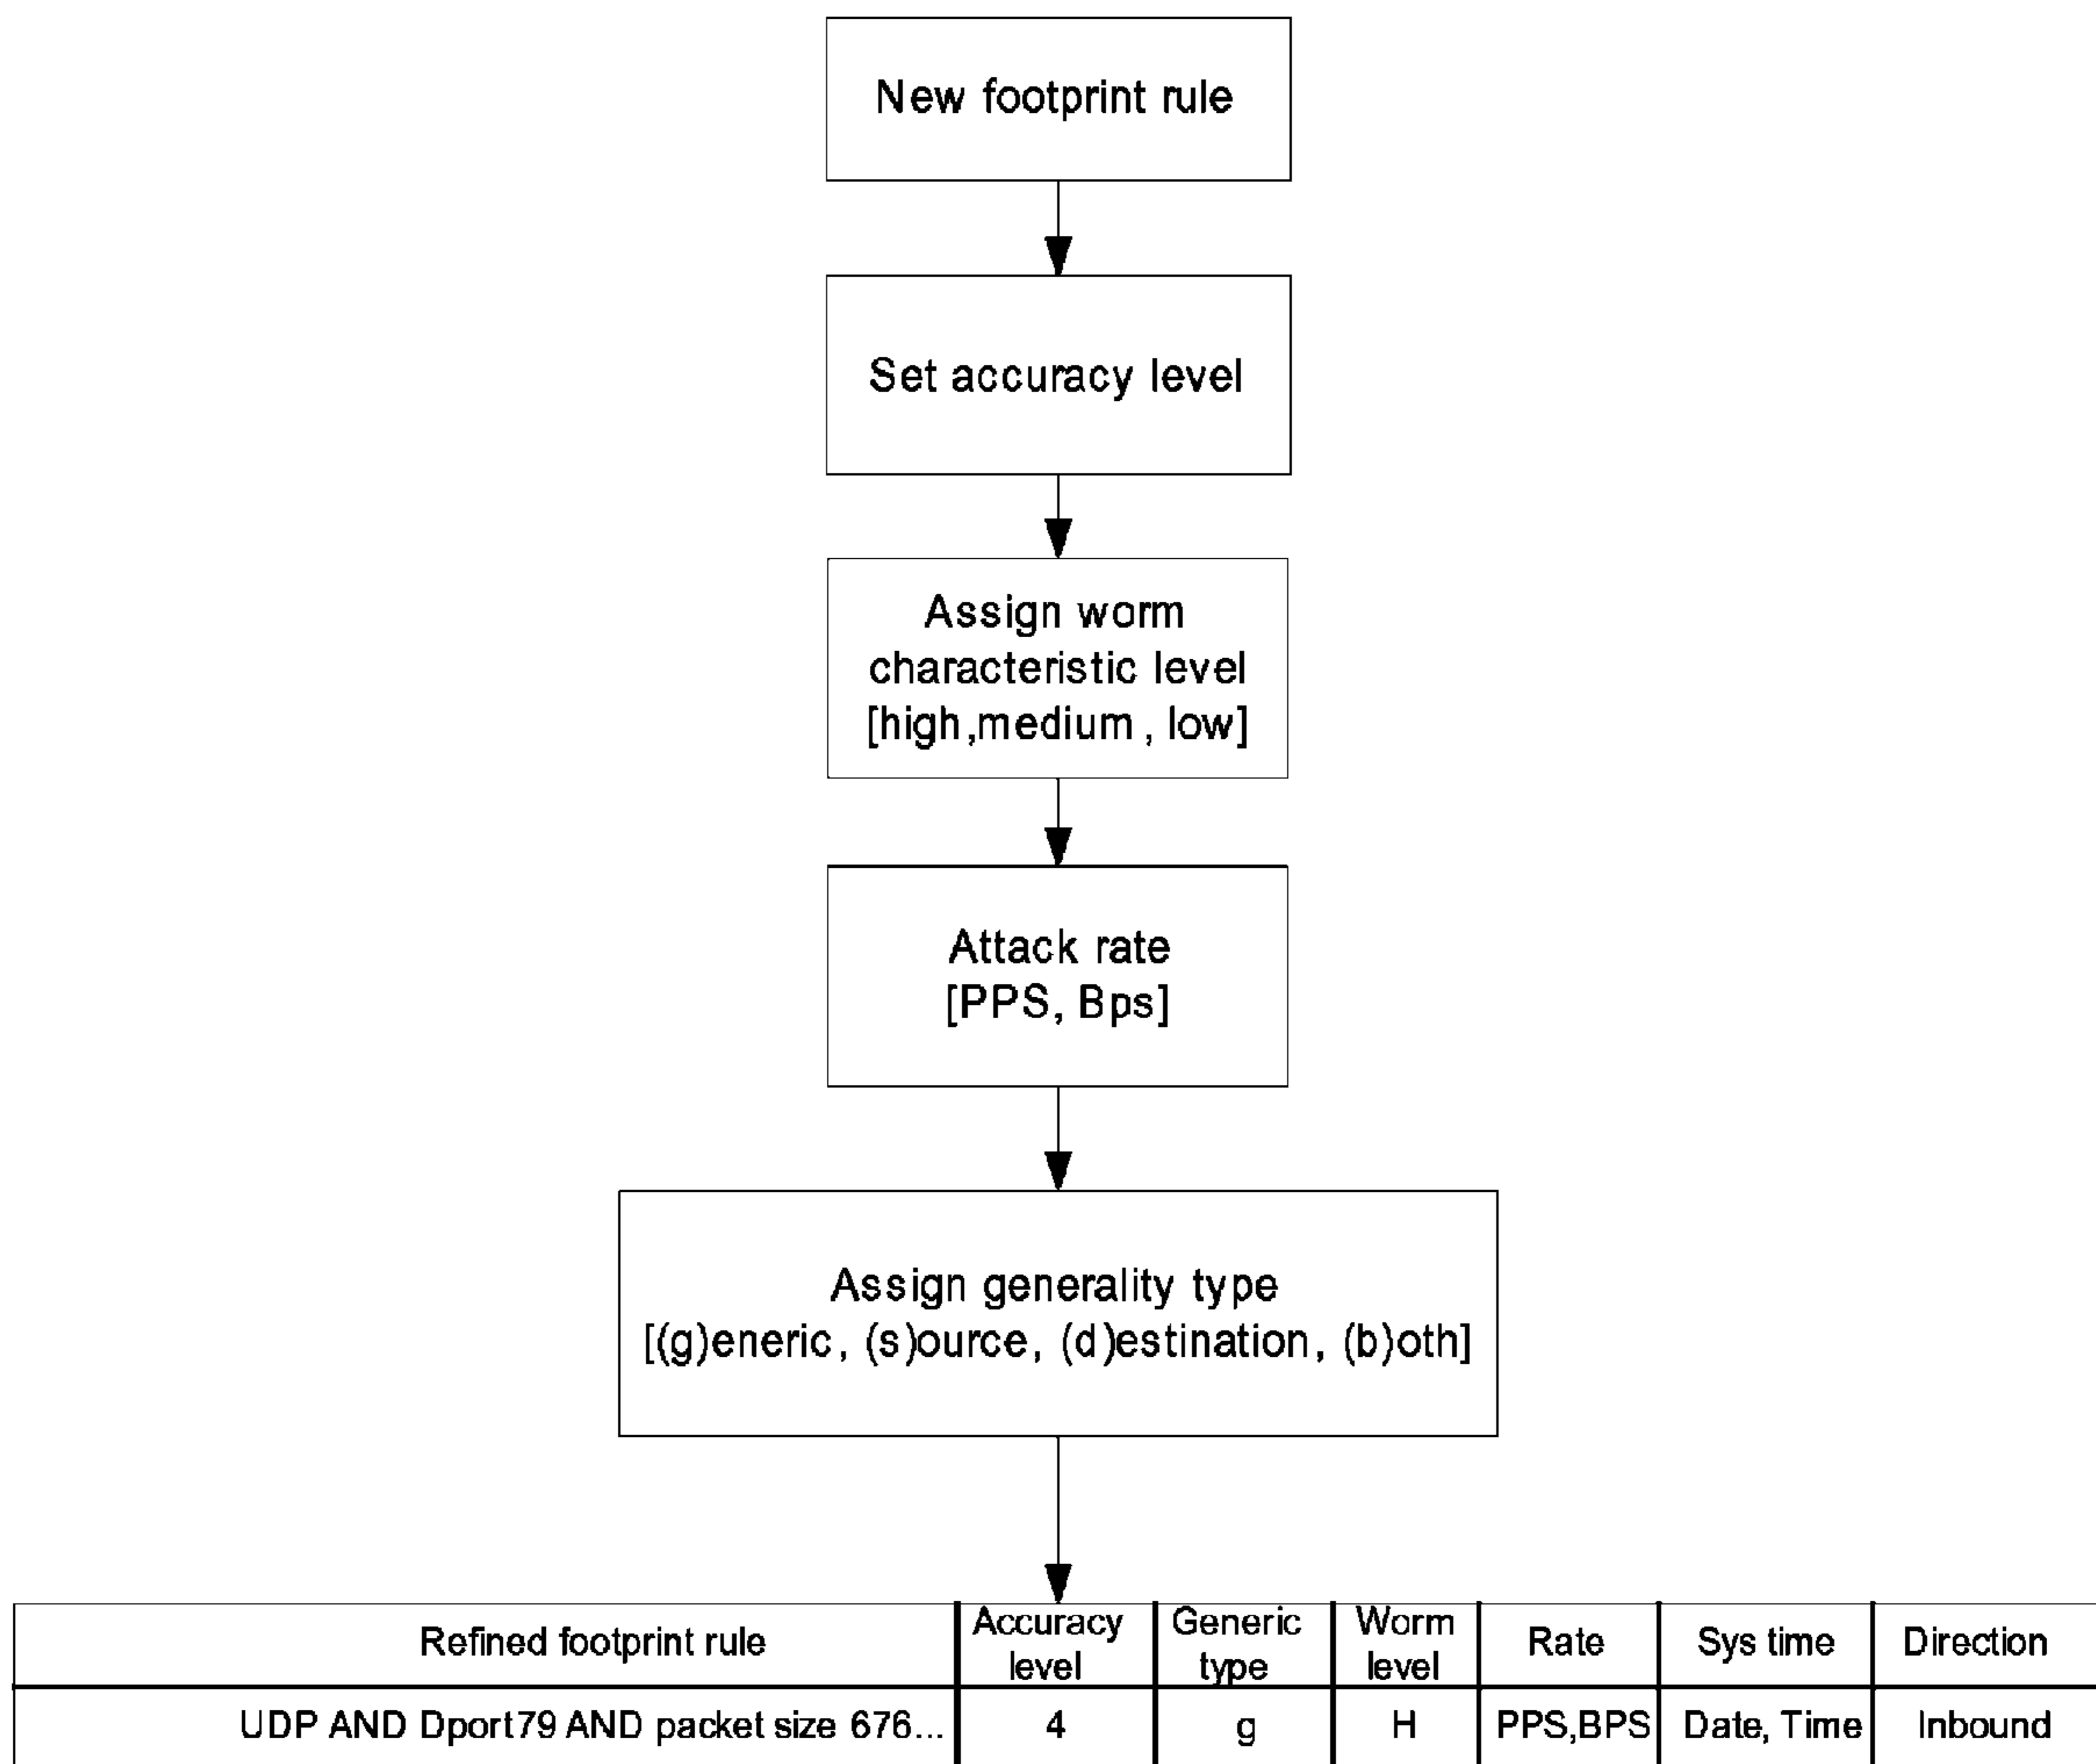 New footprint rule
Set accuracy level
Assign worm
characteristic level
[high,medium, low]
Attack rate
[PPS, Bps]
Assign generality type
[(g)eneric, (s)ource, (d)estination, (b)oth]
Refined footprint rule
Accuracy
level
Generic
type
Worm
level
Rate
Sys time
Direction
UDP AND Dport79 AND packet size 676...
4
g
H
PPS,BPS
Date, Time
Inbound